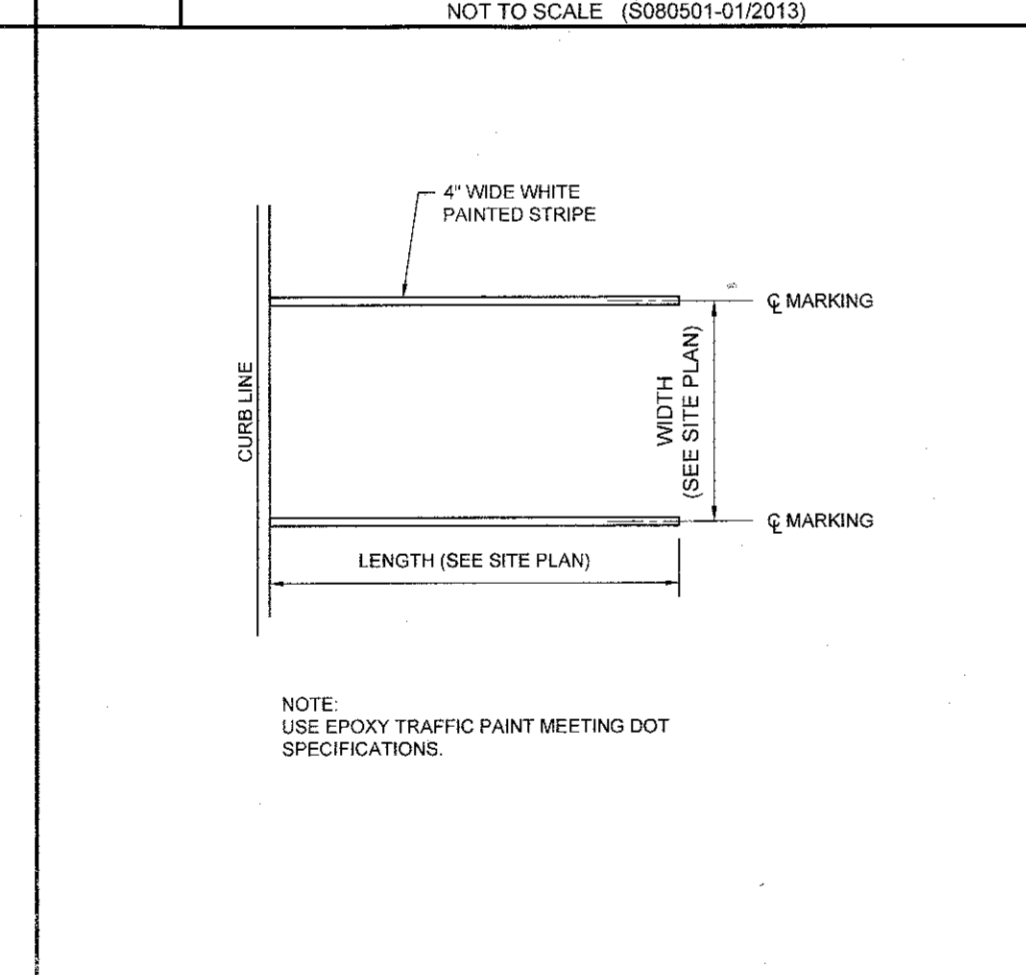 NOT TO SCALE (S080501-01/2013)
4" WIDE WHITE
PAINTED STRIPE
℄ MARKING
CURB LINE
WIDTH
(SEE SITE PLAN)
℄ MARKING
LENGTH (SEE SITE PLAN)
NOTE:
USE EPOXY TRAFFIC PAINT MEETING DOT
SPECIFICATIONS.